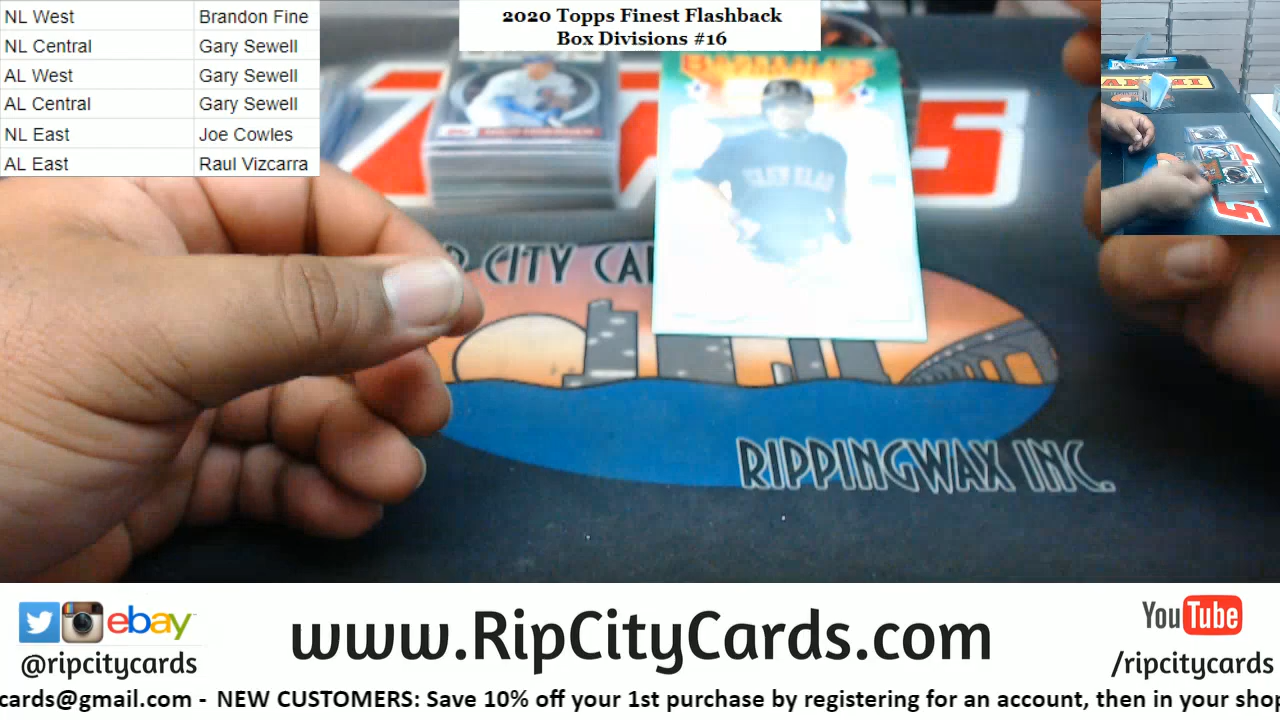 NL West Brandon Fine
NL Central Gary Sewell
AL West Gary Sewell
AL Central Gary Sewell
NL East Joe Cowles
AL East Raul Vizcarra
2020 Topps Finest Flashback
Box Divisions #16
CITY
RIPPINGWAX INC.
ebay
@ripcitycards
www.RipCityCards.com
YouTube
/ripcitycards
cards@gmail.com - NEW CUSTOMERS: Save 10% off your 1st purchase by registering for an account, then in your shop